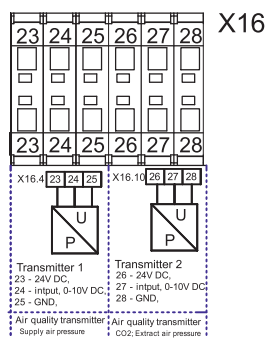 X16
23 24 25 26 27 28
23 24 25 26 27 28
X16.4 23 24 25
X16.10 26 27 28
U
P
U
P
Transmitter 1
23 - 24V DC,
24 - intput, 0-10V DC,
25 - GND,
Transmitter 2
26 - 24V DC,
27 - intput, 0-10V DC,
28 - GND,
Air quality transmitter
Supply air pressure
Air quality transmitter
CO2; Extract air pressure